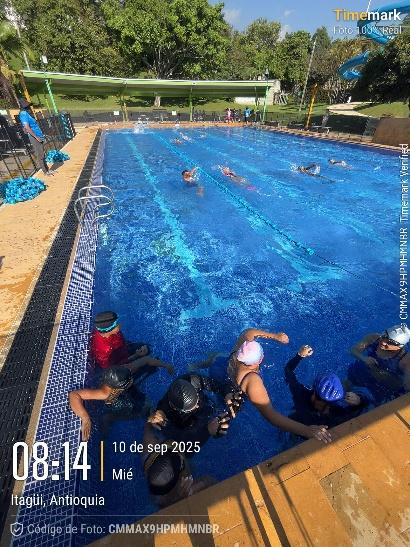 Timemark
Foto 100% Real
CMMAX9HPMHMNBR Timemark Verified
08:14
10 de sep 2025
Mié
Itagüí, Antioquia
Código de Foto: CMMAX9HPMHMNBR